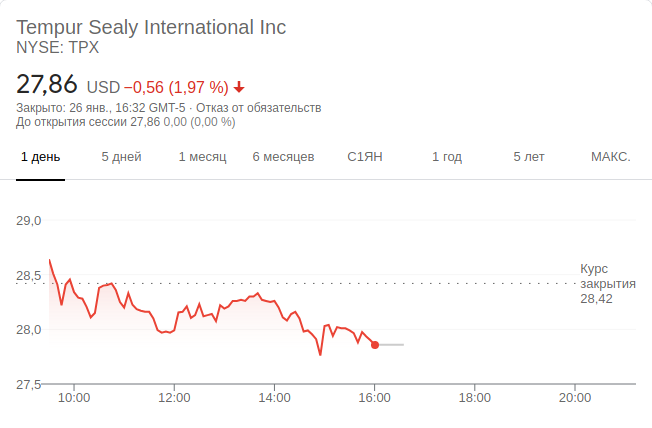 Tempur Sealy International Inc
NYSE: TPX
27,86 USD −0,56 (1,97 %)
Закрыто: 26 янв., 16:32 GMT-5 · Отказ от обязательств
До открытия сессии 27,86 0,00 (0,00 %)
1 день 5 дней 1 месяц 6 месяцев С1ЯН 1 год 5 лет МАКС.
29,0
28,5
28,0
27,5
Курс
закрытия
28,42
10:00 12:00 14:00 16:00 18:00 20:00